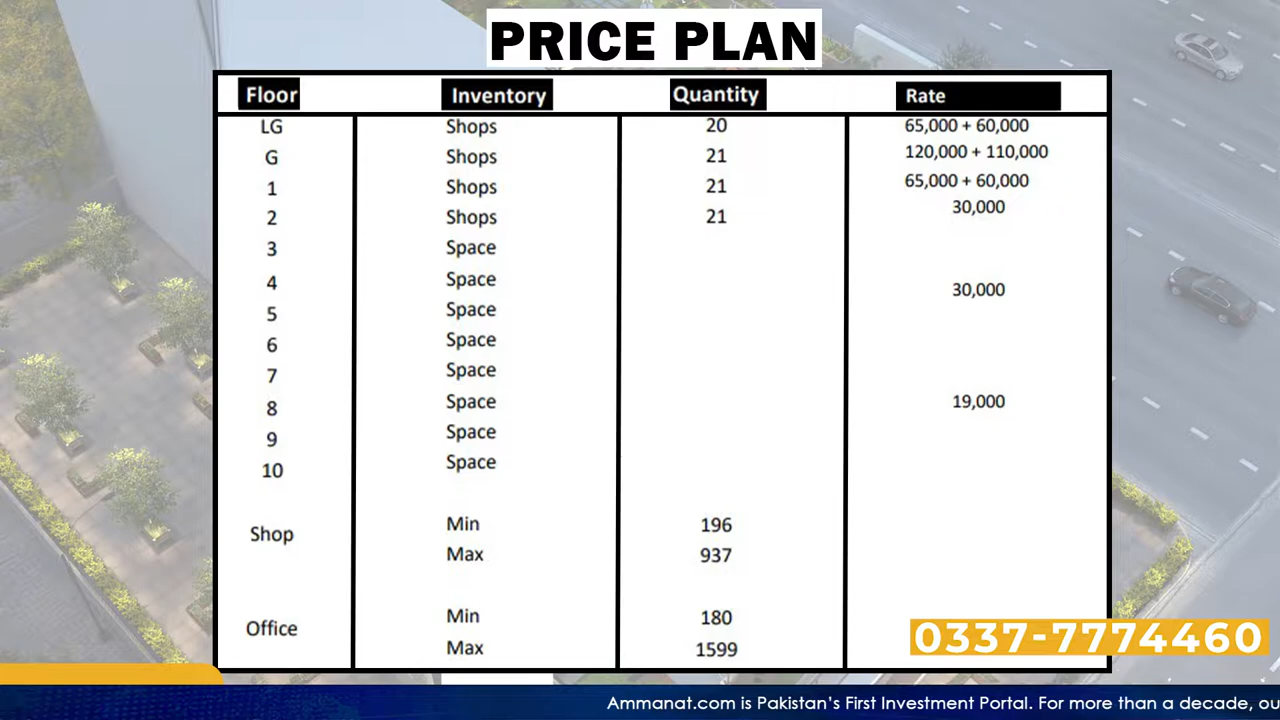 PRICE PLAN
Floor Inventory Quantity Rate
LG Shops 20 65,000 + 60,000
G Shops 21 120,000 + 110,000
1 Shops 21 65,000 + 60,000
2 Shops 21 30,000
3 Space
4 Space 30,000
5 Space
6 Space
7 Space
8 Space 19,000
9 Space
10 Space
Shop Min 196
Max 937
Office Min 180
Max 1599
0337-7774460
Ammanat.com is Pakistan's First Investment Portal. For more than a decade, ou